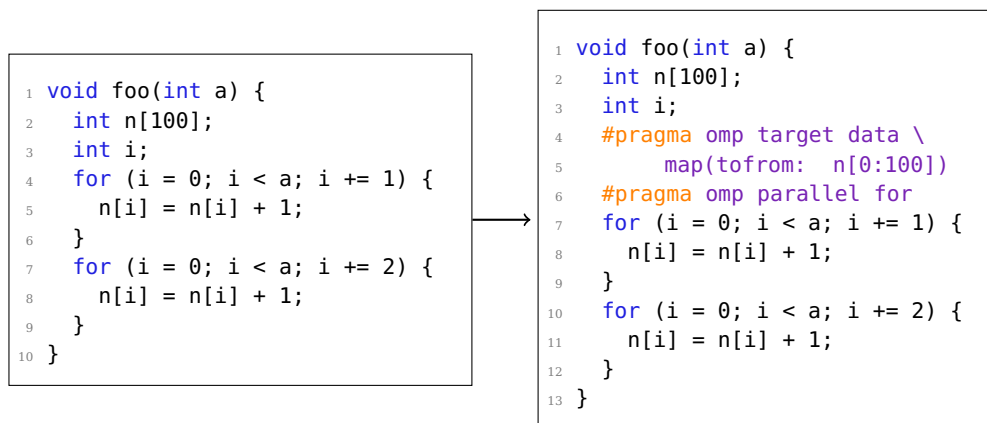 1 void foo(int a) {
2   int n[100];
3   int i;
4   for (i = 0; i < a; i += 1) {
5     n[i] = n[i] + 1;
6   }
7   for (i = 0; i < a; i += 2) {
8     n[i] = n[i] + 1;
9   }
10 }
1 void foo(int a) {
2   int n[100];
3   int i;
4   #pragma omp target data \
5        map(tofrom:  n[0:100])
6   #pragma omp parallel for
7   for (i = 0; i < a; i += 1) {
8     n[i] = n[i] + 1;
9   }
10   for (i = 0; i < a; i += 2) {
11     n[i] = n[i] + 1;
12   }
13 }